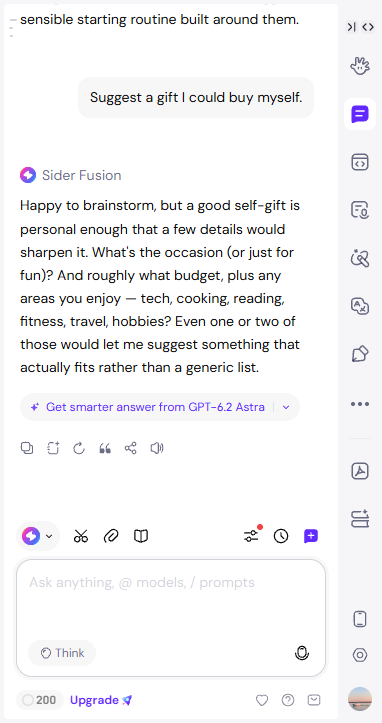 sensible starting routine built around them.
Suggest a gift I could buy myself.
Sider Fusion
Happy to brainstorm, but a good self-gift is
personal enough that a few details would
sharpen it. What's the occasion (or just for
fun)? And roughly what budget, plus any
areas you enjoy — tech, cooking, reading,
fitness, travel, hobbies? Even one or two of
those would let me suggest something that
actually fits rather than a generic list.
Get smarter answer from GPT-6.2 Astra
Ask anything, @ models, / prompts
Think
200 Upgrade